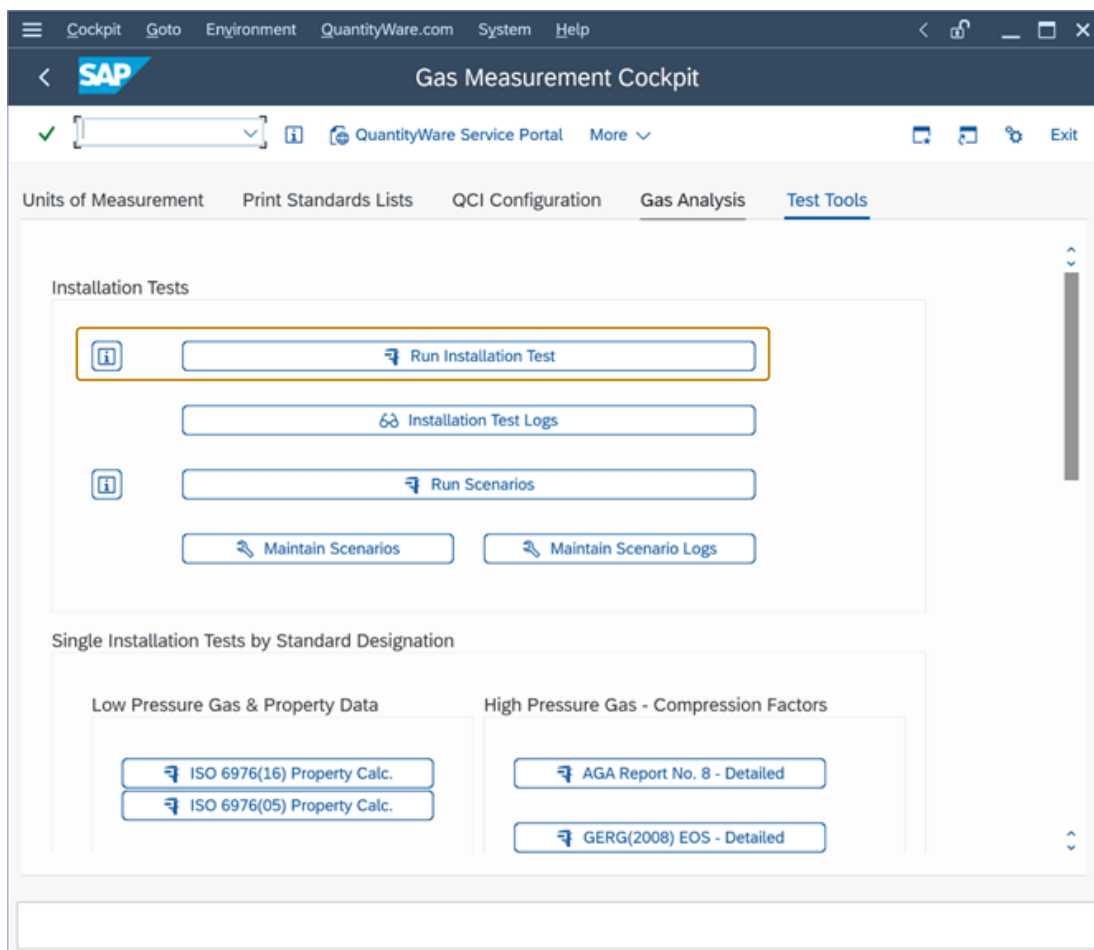 Cockpit Goto Environment QuantityWare.com System Help
SAP Gas Measurement Cockpit
QuantityWare Service Portal More Exit
Units of Measurement Print Standards Lists QCI Configuration Gas Analysis Test Tools
Installation Tests
Run Installation Test
Installation Test Logs
Run Scenarios
Maintain Scenarios Maintain Scenario Logs
Single Installation Tests by Standard Designation
Low Pressure Gas & Property Data High Pressure Gas - Compression Factors
ISO 6976(16) Property Calc. AGA Report No. 8 - Detailed
ISO 6976(05) Property Calc.
GERG(2008) EOS - Detailed